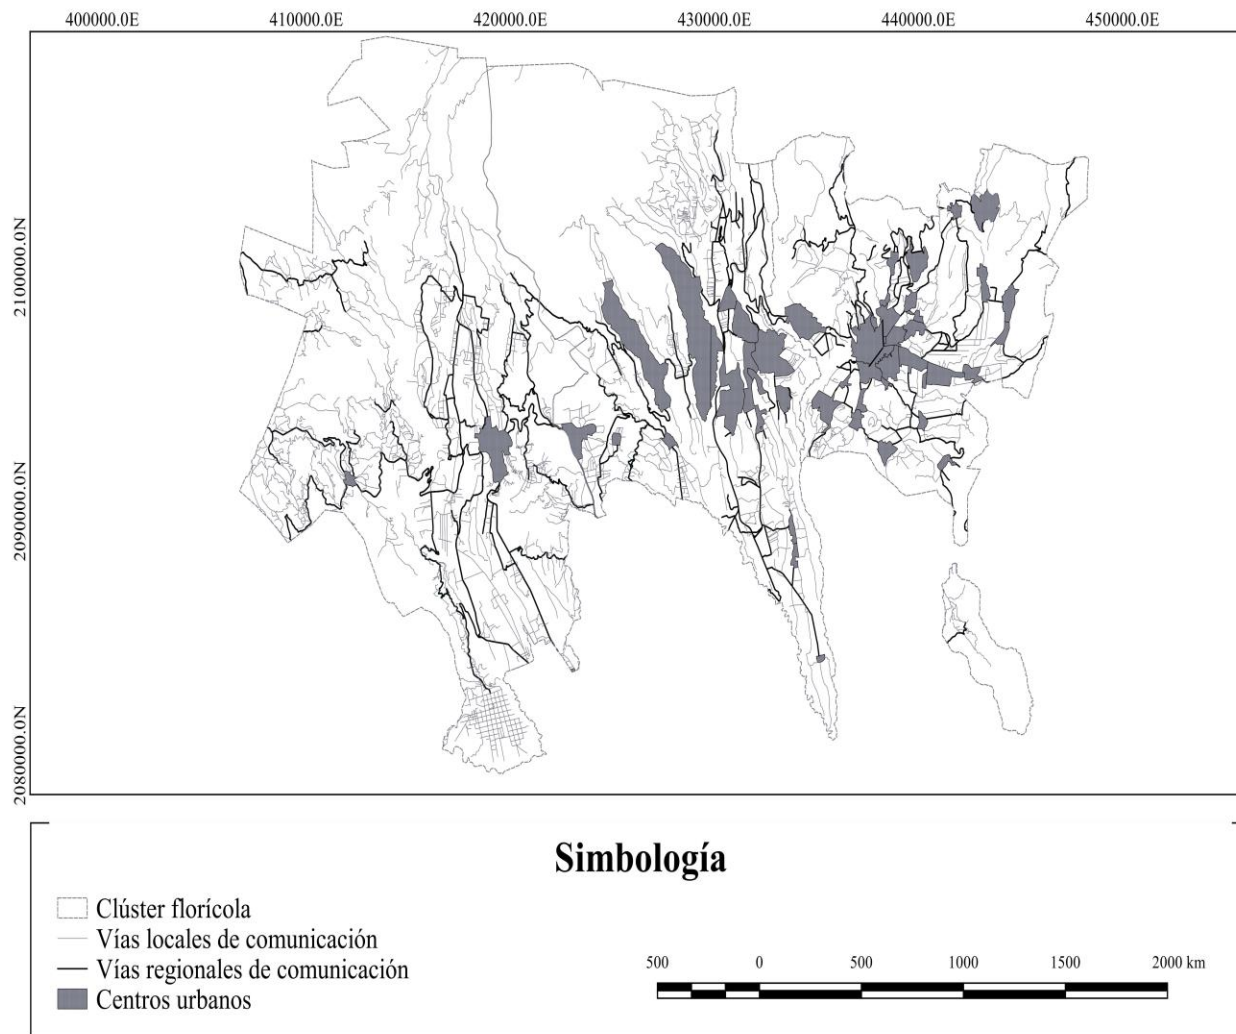 400000.0E 410000.0E 420000.0E 430000.0E 440000.0E 450000.0E
2100000.0N
2090000.0N
2080000.0N
Simbología
Clúster florícola
Vías locales de comunicación
Vías regionales de comunicación
Centros urbanos
500 0 500 1000 1500 2000 km